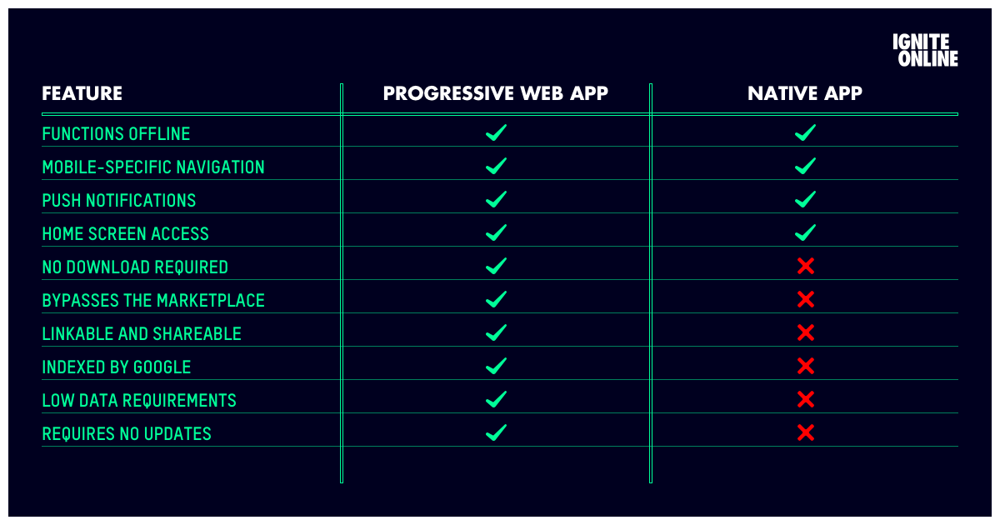 IGNITE
ONLINE
FEATURE PROGRESSIVE WEB APP NATIVE APP
FUNCTIONS OFFLINE
MOBILE-SPECIFIC NAVIGATION
PUSH NOTIFICATIONS
HOME SCREEN ACCESS
NO DOWNLOAD REQUIRED
BYPASSES THE MARKETPLACE
LINKABLE AND SHAREABLE
INDEXED BY GOOGLE
LOW DATA REQUIREMENTS
REQUIRES NO UPDATES